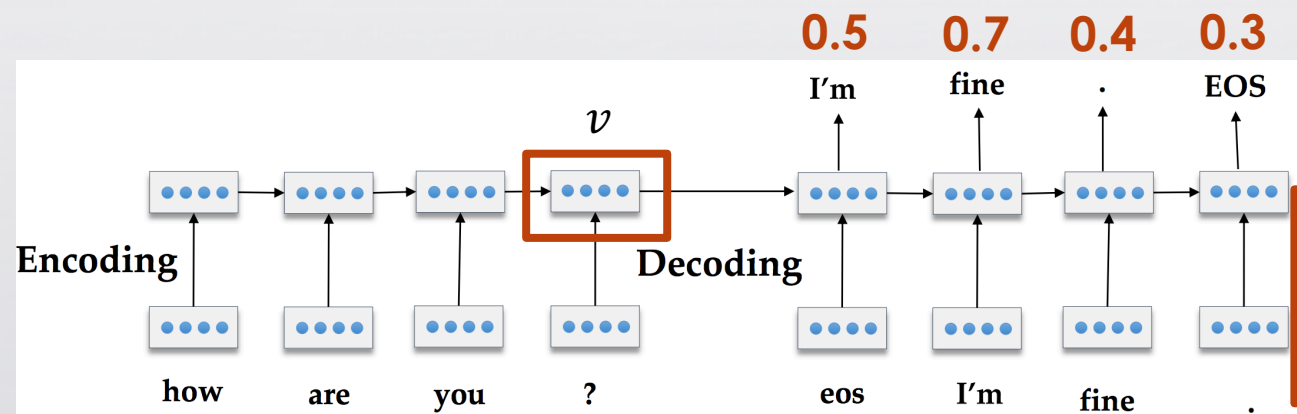 0.5 0.7 0.4 0.3
I'm fine . EOS
v
Encoding Decoding
how are you ? eos I'm fine .